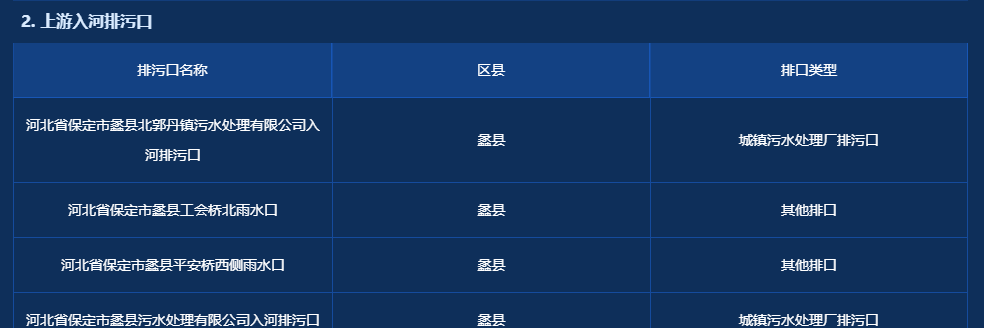 2. 上游入河排污口
排污口名称 区县 排口类型
河北省保定市蠡县北郭丹镇污水处理有限公司入
河排污口
蠡县 城镇污水处理厂排污口
河北省保定市蠡县工会桥北雨水口 蠡县 其他排口
河北省保定市蠡县平安桥西侧雨水口 蠡县 其他排口
河北省保定市蠡县污水处理有限公司入河排污口 蠡县 城镇污水处理厂排污口